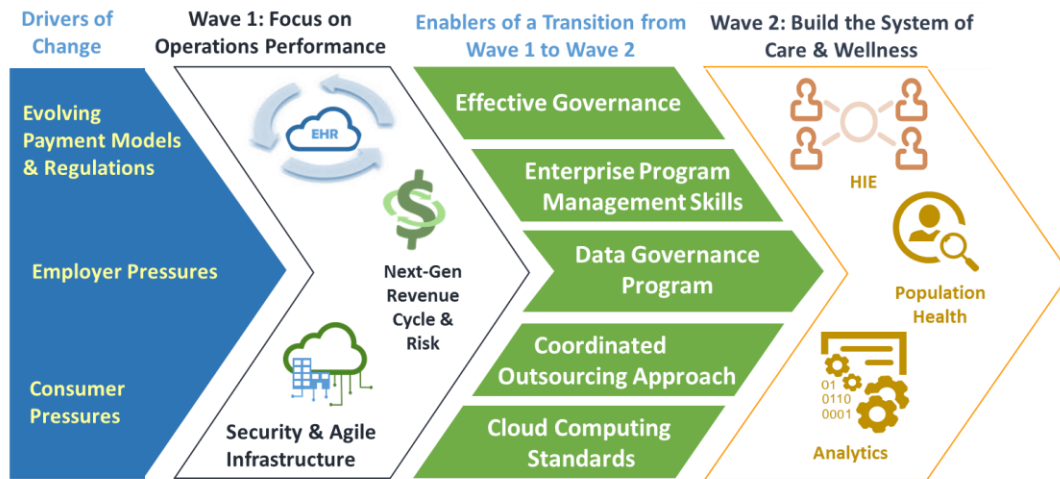 Drivers of
Change
Evolving
Payment Models
& Regulations
Employer Pressures
Consumer
Pressures
Wave 1: Focus on
Operations Performance
EHR
$
Next-Gen
Revenue
Cycle &
Risk
Security & Agile
Infrastructure
Enablers of a Transition from
Wave 1 to Wave 2
Effective Governance
Enterprise Program
Management Skills
Data Governance
Program
Coordinated
Outsourcing Approach
Cloud Computing
Standards
Wave 2: Build the System of
Care & Wellness
HIE
Population
Health
01
0110
0001
Analytics